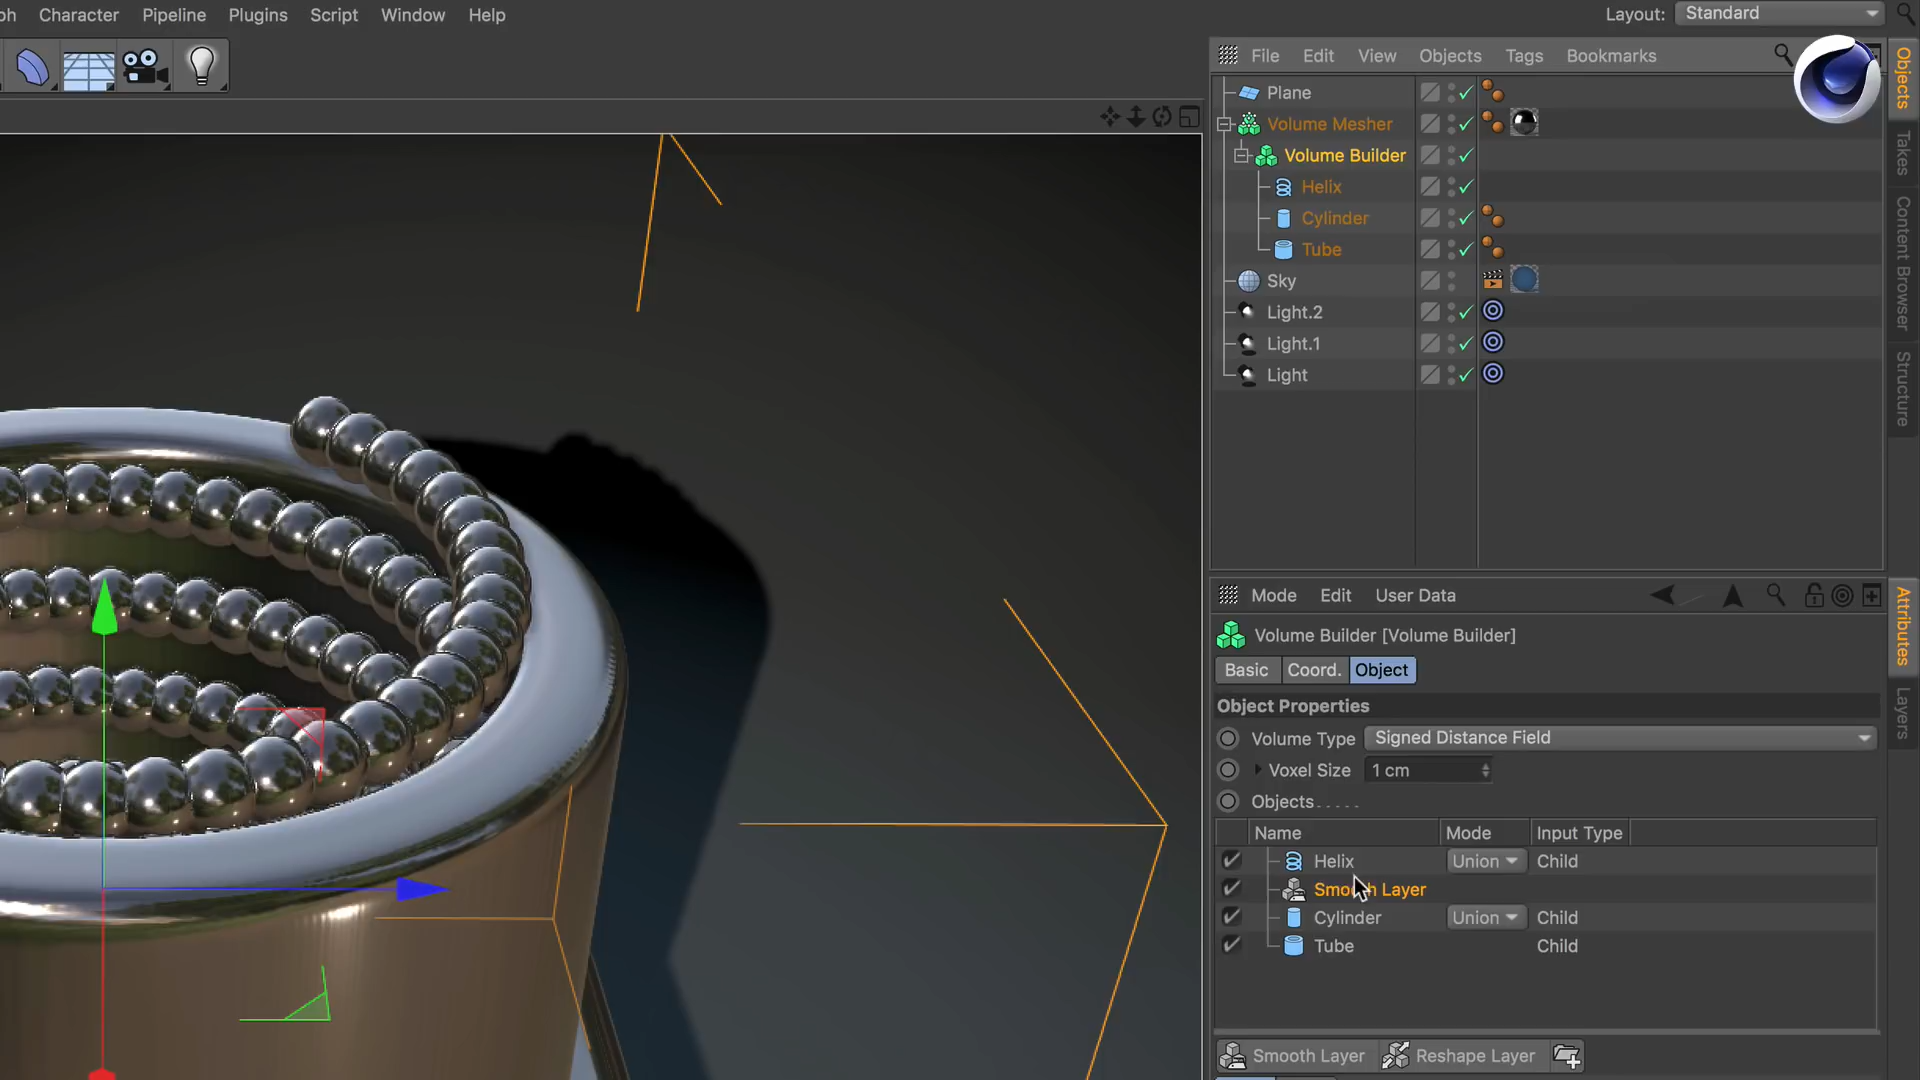 ph Character Pipeline Plugins Script Window Help
Layout: Standard
File Edit View Objects Tags Bookmarks
Plane
Volume Mesher
Volume Builder
Helix
Cylinder
Tube
Sky
Light.2
Light.1
Light
Objects
Takes
Content Browser
Structure
Mode Edit User Data
Volume Builder [Volume Builder]
Basic Coord. Object
Object Properties
Volume Type Signed Distance Field
Voxel Size 1 cm
Objects
Name Mode Input Type
Helix Union Child
Smooth Layer
Cylinder Union Child
Tube Child
Smooth Layer Reshape Layer
Attributes
Layers